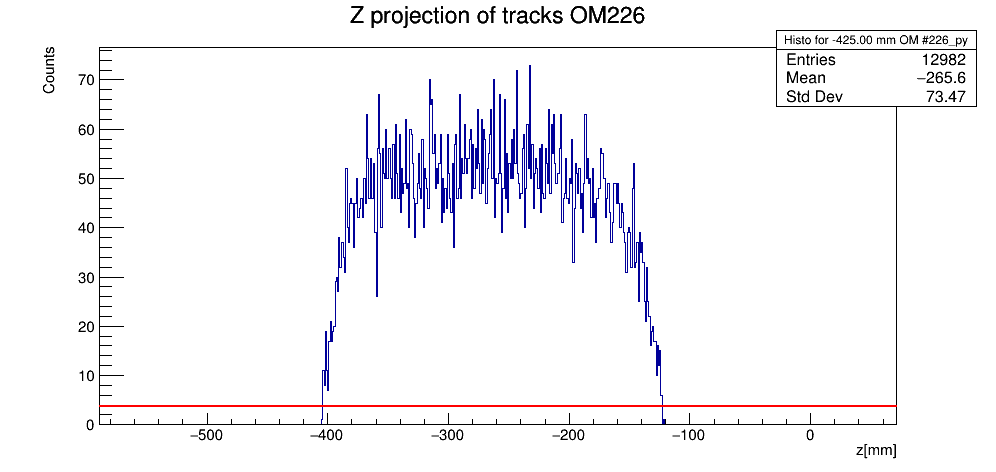 Z projection of tracks OM226
Histo for -425.00 mm OM #226_py
Entries 12982
Mean −265.6
Std Dev 73.47
Counts
70
60
50
40
30
20
10
0
−500 −400 −300 −200 −100 0
z[mm]